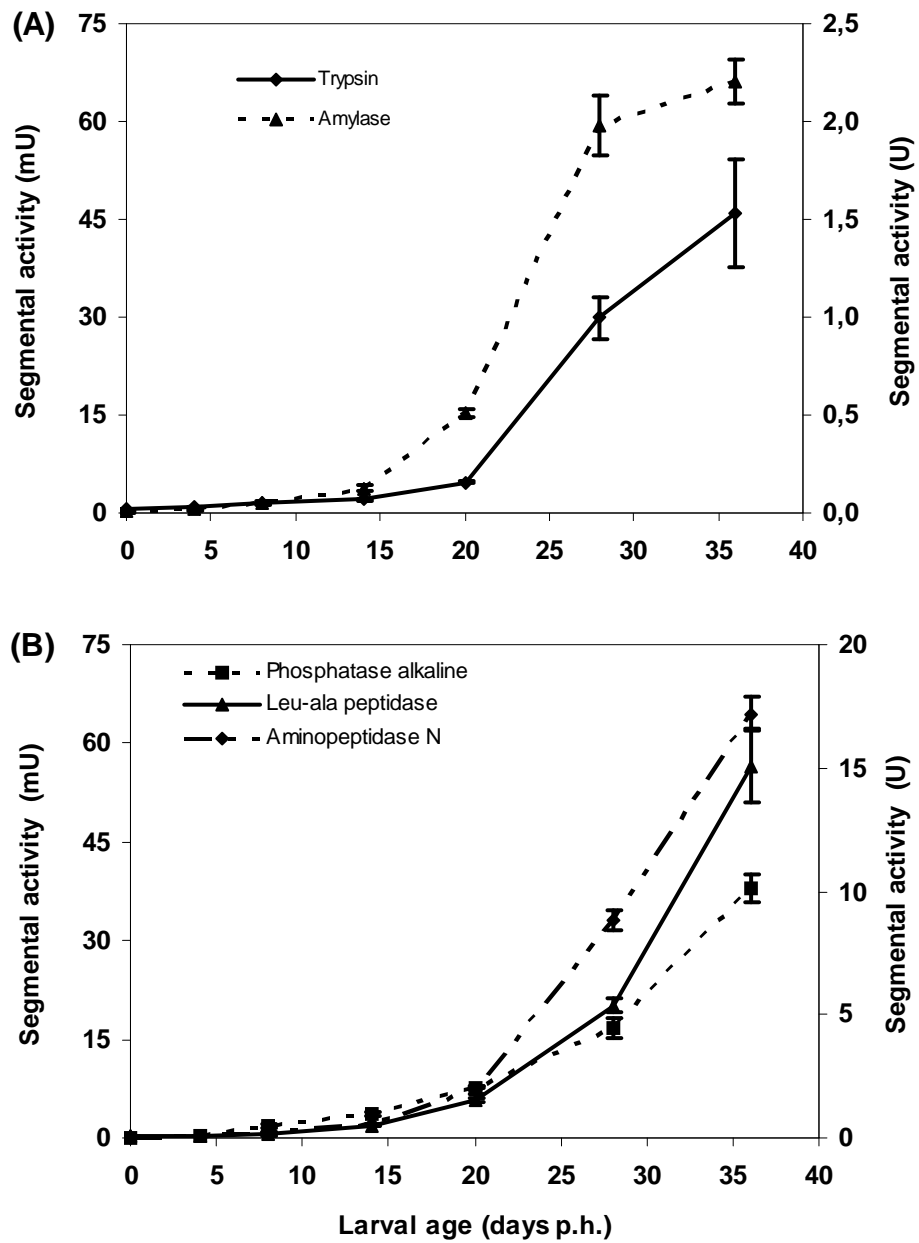 (A)
75
60
45
30
15
0
2,5
2,0
1,5
1,0
0,5
0,0
Segmental activity (mU)
Segmental activity (U)
Trypsin
Amylase
0 5 10 15 20 25 30 35 40
(B)
75
60
45
30
15
0
20
15
10
5
0
Segmental activity (mU)
Segmental activity (U)
Phosphatase alkaline
Leu-ala peptidase
Aminopeptidase N
0 5 10 15 20 25 30 35 40
Larval age (days p.h.)